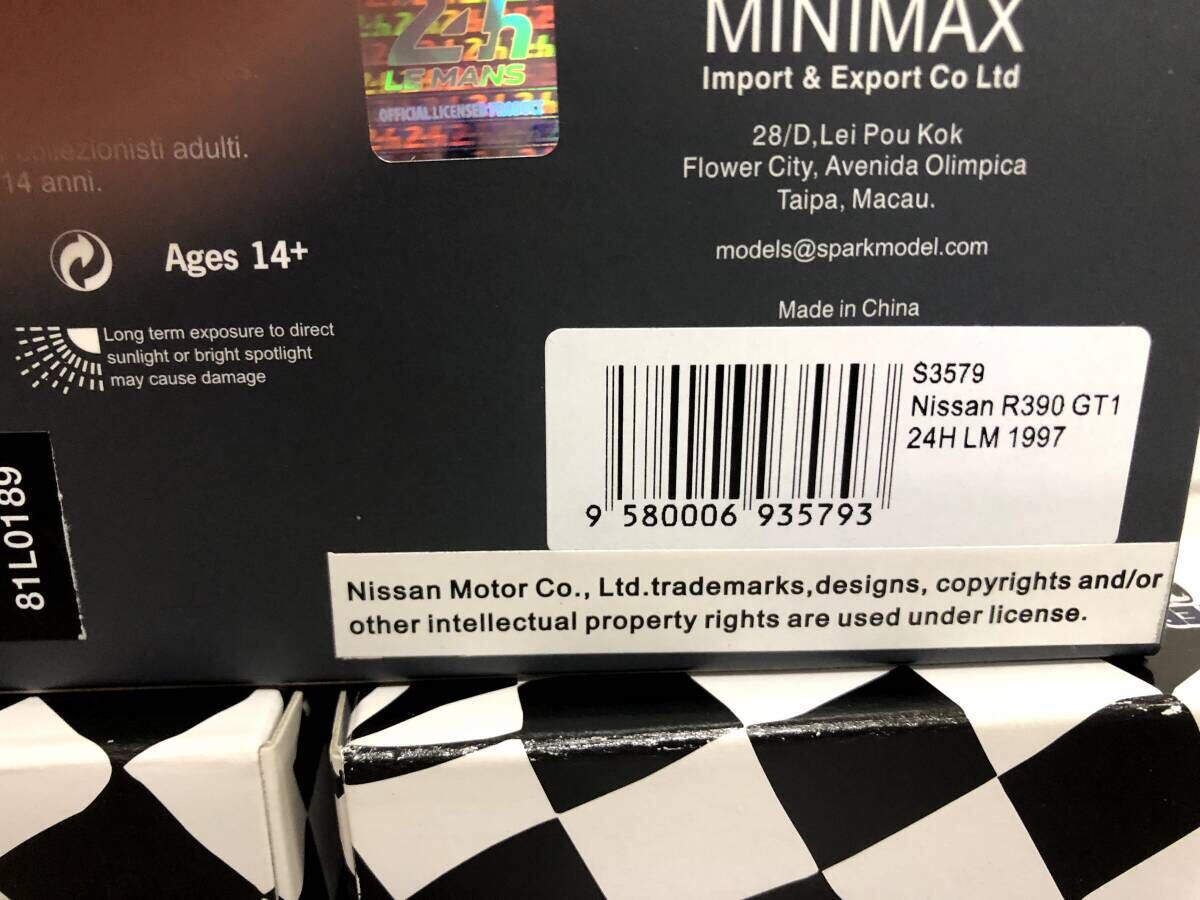 24h
LE MANS
OFFICIAL LICENSED PRODUCT
MINIMAX
Import & Export Co Ltd
28/D,Lei Pou Kok
Flower City, Avenida Olimpica
Taipa, Macau.
models@sparkmodel.com
Made in China
collezionisti adulti.
14 anni.
Ages 14+
Long term exposure to direct
sunlight or bright spotlight
may cause damage
81L0189
S3579
Nissan R390 GT1
24H LM 1997
9 580006 935793
Nissan Motor Co., Ltd.trademarks,designs, copyrights and/or
other intellectual property rights are used under license.